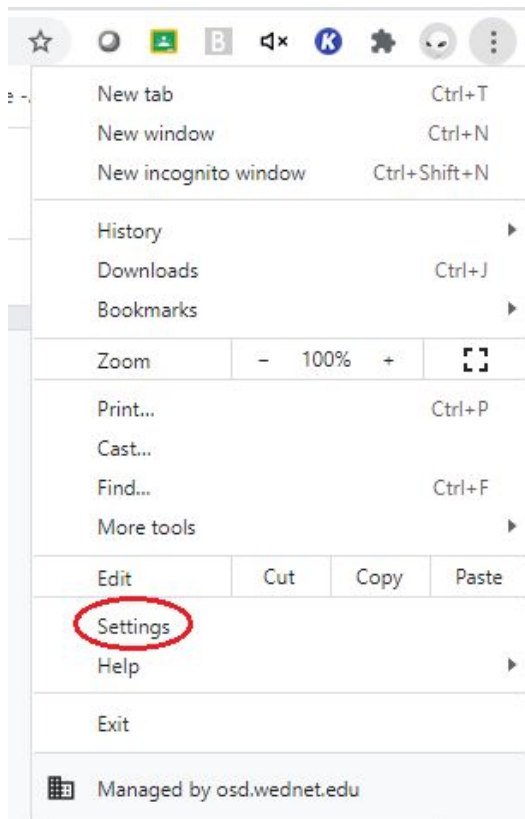 B
K
e -.
New tab Ctrl+T
New window Ctrl+N
New incognito window Ctrl+Shift+N
History
Downloads Ctrl+J
Bookmarks
Zoom - 100% +
Print... Ctrl+P
Cast...
Find... Ctrl+F
More tools
Edit Cut Copy Paste
Settings
Help
Exit
Managed by osd.wednet.edu